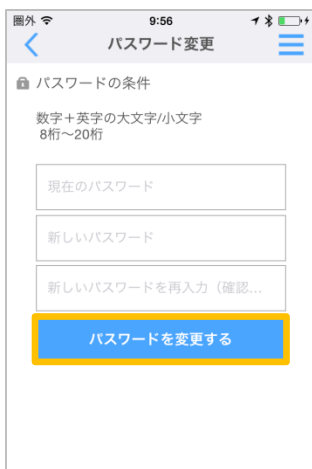 圏外 9:56
パスワード変更
パスワードの条件
数字＋英字の大文字/小文字
8桁～20桁
現在のパスワード
新しいパスワード
新しいパスワードを再入力（確認...
パスワードを変更する